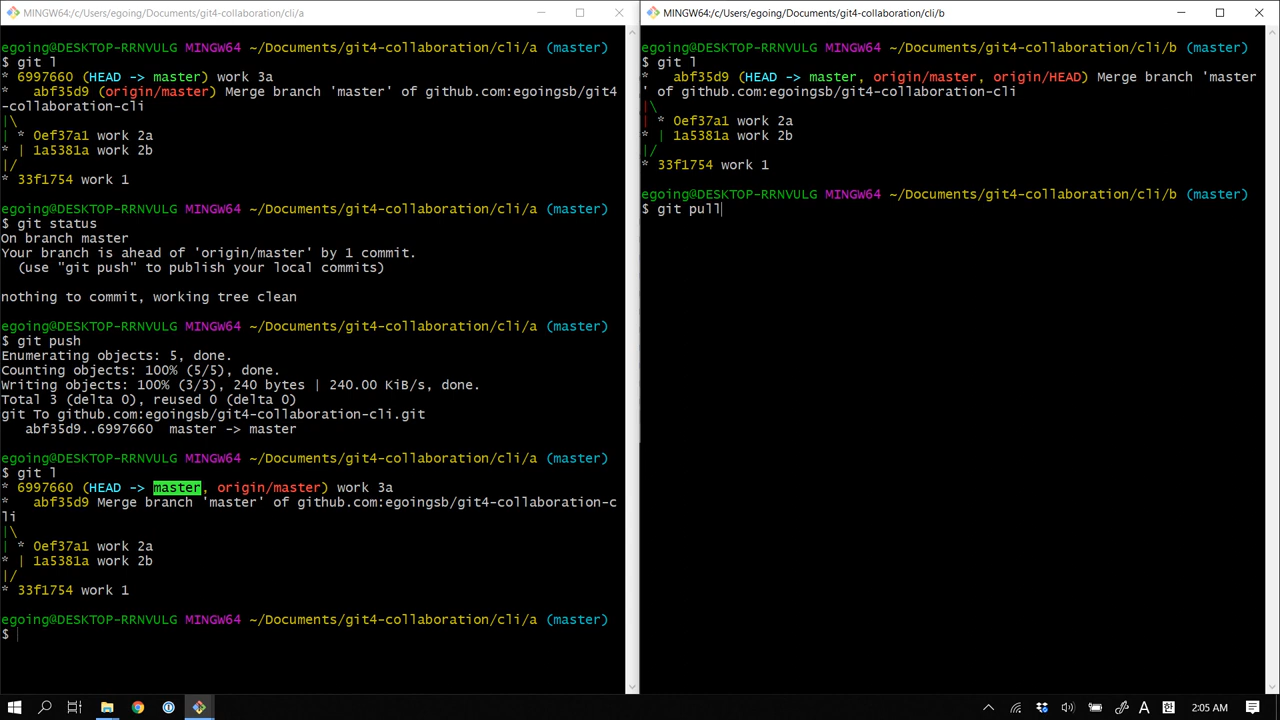 MINGW64:/c/Users/egoing/Documents/git4-collaboration/cli/a
egoing@DESKTOP-RRNVULG MINGW64 ~/Documents/git4-collaboration/cli/a (master)
$ git l
* 6997660 (HEAD -> master) work 3a
*   abf35d9 (origin/master) Merge branch 'master' of github.com:egoingsb/git4
-collaboration-cli
|\
| * 0ef37a1 work 2a
* | 1a5381a work 2b
|/
* 33f1754 work 1
egoing@DESKTOP-RRNVULG MINGW64 ~/Documents/git4-collaboration/cli/a (master)
$ git status
On branch master
Your branch is ahead of 'origin/master' by 1 commit.
  (use "git push" to publish your local commits)
nothing to commit, working tree clean
egoing@DESKTOP-RRNVULG MINGW64 ~/Documents/git4-collaboration/cli/a (master)
$ git push
Enumerating objects: 5, done.
Counting objects: 100% (5/5), done.
Writing objects: 100% (3/3), 240 bytes | 240.00 KiB/s, done.
Total 3 (delta 0), reused 0 (delta 0)
git To github.com:egoingsb/git4-collaboration-cli.git
   abf35d9..6997660  master -> master
egoing@DESKTOP-RRNVULG MINGW64 ~/Documents/git4-collaboration/cli/a (master)
$ git l
* 6997660 (HEAD -> master, origin/master) work 3a
*   abf35d9 Merge branch 'master' of github.com:egoingsb/git4-collaboration-c
li
|\
| * 0ef37a1 work 2a
* | 1a5381a work 2b
|/
* 33f1754 work 1
egoing@DESKTOP-RRNVULG MINGW64 ~/Documents/git4-collaboration/cli/a (master)
$
MINGW64:/c/Users/egoing/Documents/git4-collaboration/cli/b
egoing@DESKTOP-RRNVULG MINGW64 ~/Documents/git4-collaboration/cli/b (master)
$ git l
*   abf35d9 (HEAD -> master, origin/master, origin/HEAD) Merge branch 'master
' of github.com:egoingsb/git4-collaboration-cli
|\
| * 0ef37a1 work 2a
* | 1a5381a work 2b
|/
* 33f1754 work 1
egoing@DESKTOP-RRNVULG MINGW64 ~/Documents/git4-collaboration/cli/b (master)
$ git pull
A 한 2:05 AM